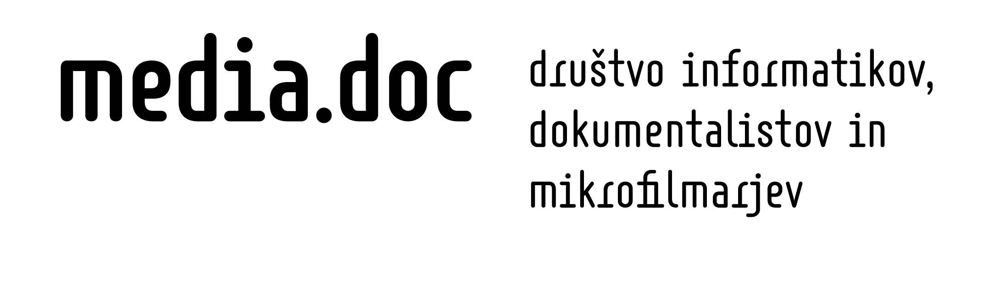 media.doc
društvo informatikov,
dokumentalistov in
mikrofilmarjev